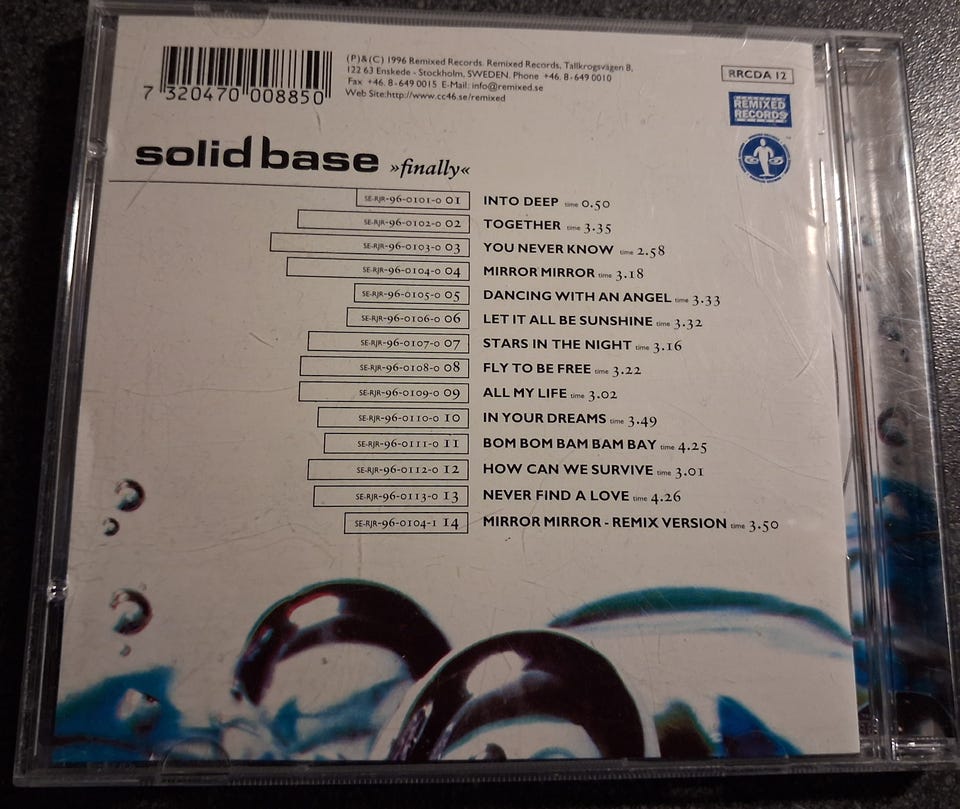 7 320470 008850
(P)&(C) 1996 Remixed Records. Remixed Records, Tallkrogsvägen 8,
122 63 Enskede - Stockholm, SWEDEN. Phone +46. 8-649 0010
Fax +46. 8-649 0015 E-Mail: info@remixed.se
Web Site:http://www.cc46.se/remixed
RRCDA 12
REMIXED
RECORDS
solid base »finally«
SE-RJR-96-0101-0 01 INTO DEEP time 0.50
SE-RJR-96-0102-0 02 TOGETHER time 3.35
SE-RJR-96-0103-0 03 YOU NEVER KNOW time 2.58
SE-RJR-96-0104-0 04 MIRROR MIRROR time 3.18
SE-RJR-96-0105-0 05 DANCING WITH AN ANGEL time 3.33
SE-RJR-96-0106-0 06 LET IT ALL BE SUNSHINE time 3.32
SE-RJR-96-0107-0 07 STARS IN THE NIGHT time 3.16
SE-RJR-96-0108-0 08 FLY TO BE FREE time 3.22
SE-RJR-96-0109-0 09 ALL MY LIFE time 3.02
SE-RJR-96-0110-0 10 IN YOUR DREAMS time 3.49
SE-RJR-96-0111-0 11 BOM BOM BAM BAM BAY time 4.25
SE-RJR-96-0112-0 12 HOW CAN WE SURVIVE time 3.01
SE-RJR-96-0113-0 13 NEVER FIND A LOVE time 4.26
SE-RJR-96-0104-1 14 MIRROR MIRROR - REMIX VERSION time 3.50